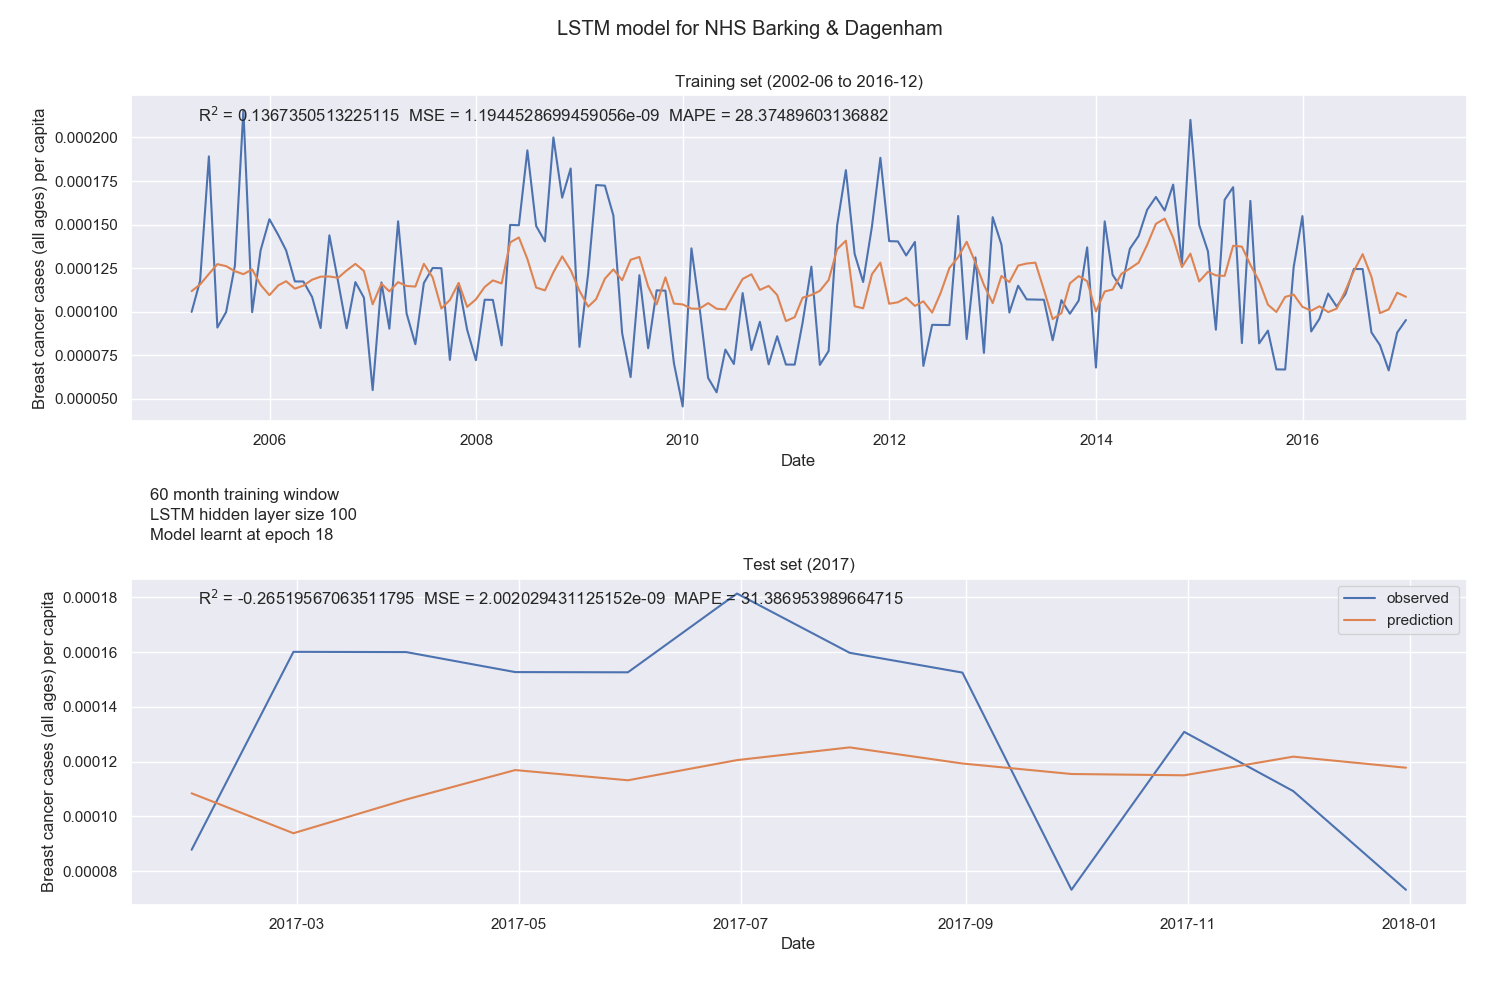 LSTM model for NHS Barking & Dagenham
Training set (2002-06 to 2016-12)
R² = 0.1367350513225115 MSE = 1.1944528699459056e-09 MAPE = 28.37489603136882
Breast cancer cases (all ages) per capita
0.000200
0.000175
0.000150
0.000125
0.000100
0.000075
0.000050
2006 2008 2010 2012 2014 2016
Date
60 month training window
LSTM hidden layer size 100
Model learnt at epoch 18
Test set (2017)
R² = -0.26519567063511795 MSE = 2.002029431125152e-09 MAPE = 31.386953989664715
observed
prediction
Breast cancer cases (all ages) per capita
0.00018
0.00016
0.00014
0.00012
0.00010
0.00008
2017-03 2017-05 2017-07 2017-09 2017-11 2018-01
Date